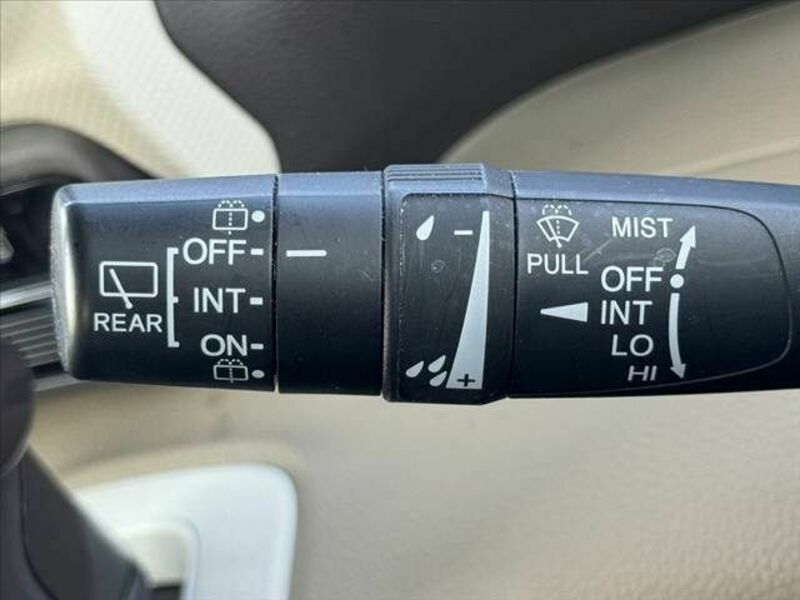 OFF
INT
ON
REAR
−
+
PULL
MIST
OFF
INT
LO
HI